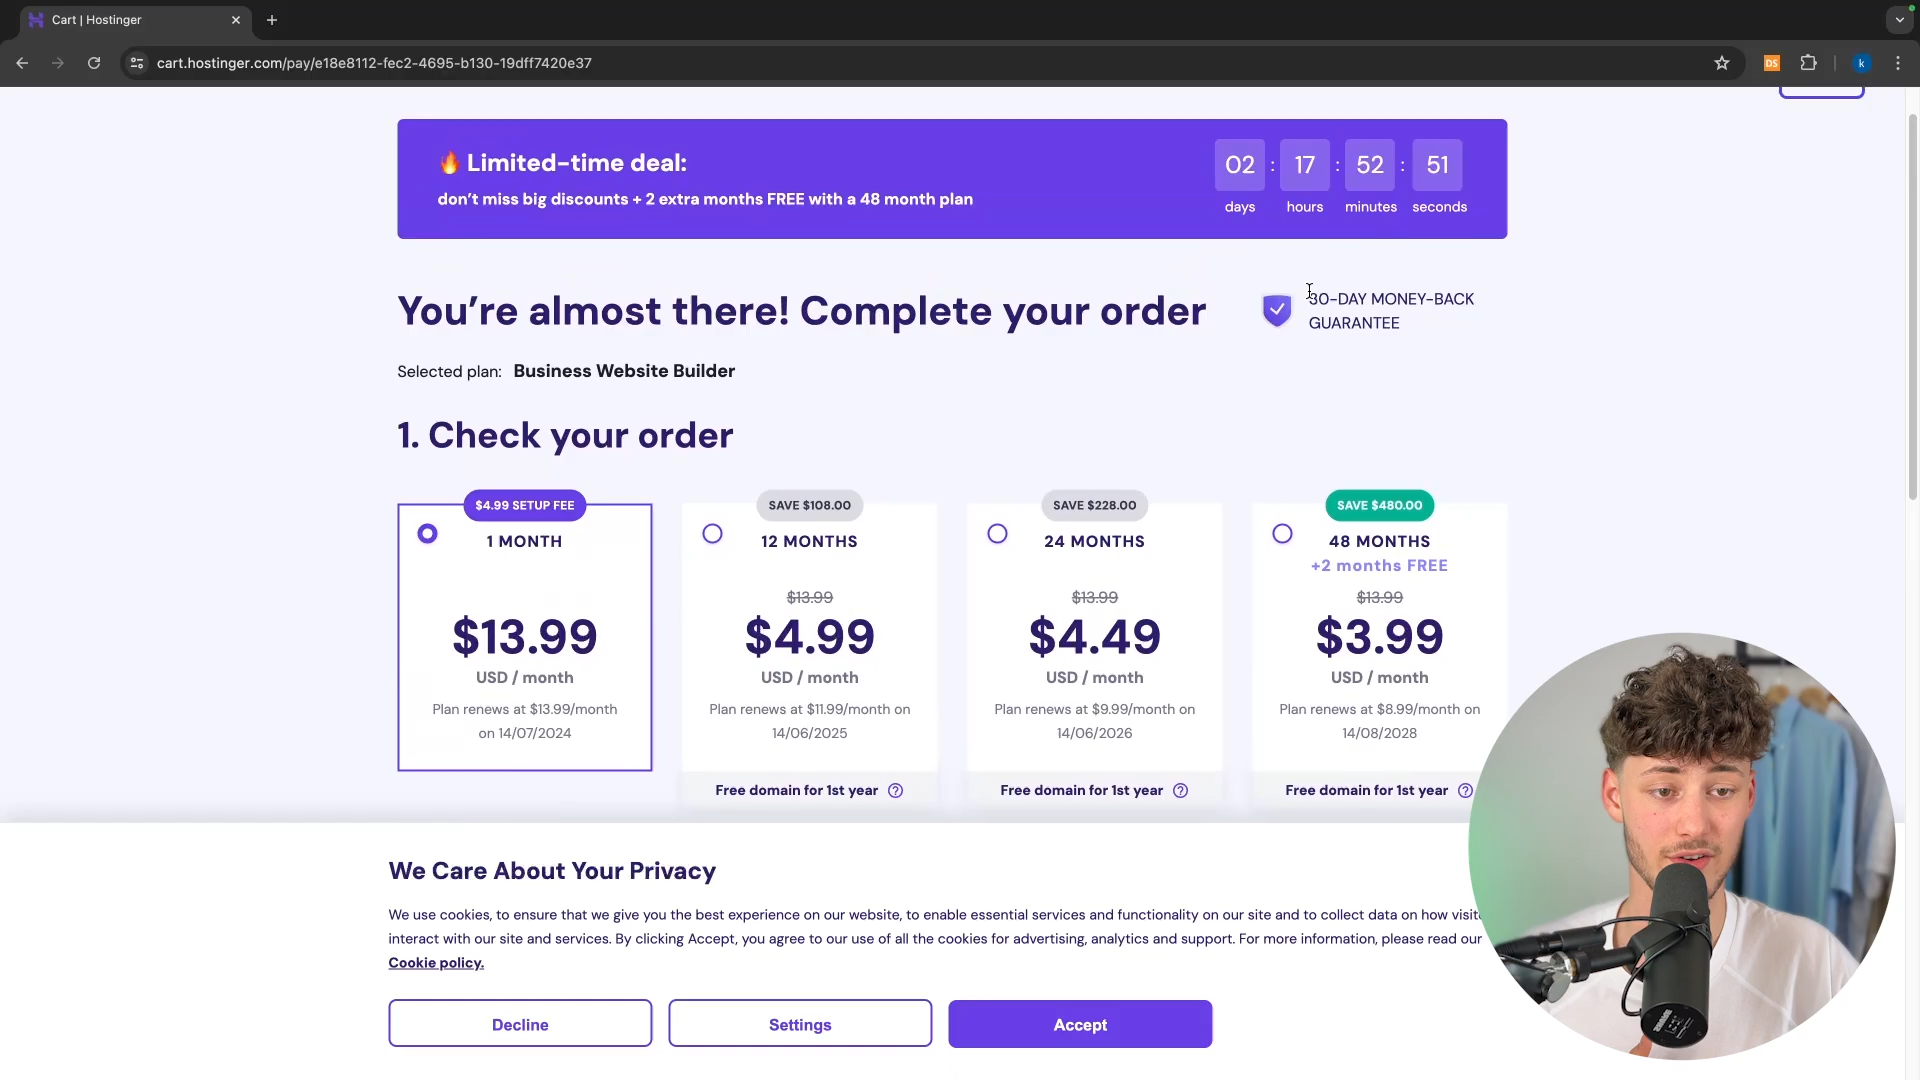 Cart | Hostinger
cart.hostinger.com/pay/e18e8112-fec2-4695-b130-19dff7420e37
DS
k
🔥 Limited-time deal:
don’t miss big discounts + 2 extra months FREE with a 48 month plan
02 : 17 : 52 : 51
days hours minutes seconds
You’re almost there! Complete your order
30-DAY MONEY-BACK
GUARANTEE
Selected plan: Business Website Builder
1. Check your order
$4.99 SETUP FEE
1 MONTH
$13.99
USD / month
Plan renews at $13.99/month
on 14/07/2024
SAVE $108.00
12 MONTHS
$13.99
$4.99
USD / month
Plan renews at $11.99/month on
14/06/2025
Free domain for 1st year
SAVE $228.00
24 MONTHS
$13.99
$4.49
USD / month
Plan renews at $9.99/month on
14/06/2026
Free domain for 1st year
SAVE $480.00
48 MONTHS
+2 months FREE
$13.99
$3.99
USD / month
Plan renews at $8.99/month on
14/08/2028
Free domain for 1st year
We Care About Your Privacy
We use cookies, to ensure that we give you the best experience on our website, to enable essential services and functionality on our site and to collect data on how
interact with our site and services. By clicking Accept, you agree to our use of all the cookies for advertising, analytics and support. For more information, please read our
Cookie policy.
Decline
Settings
Accept